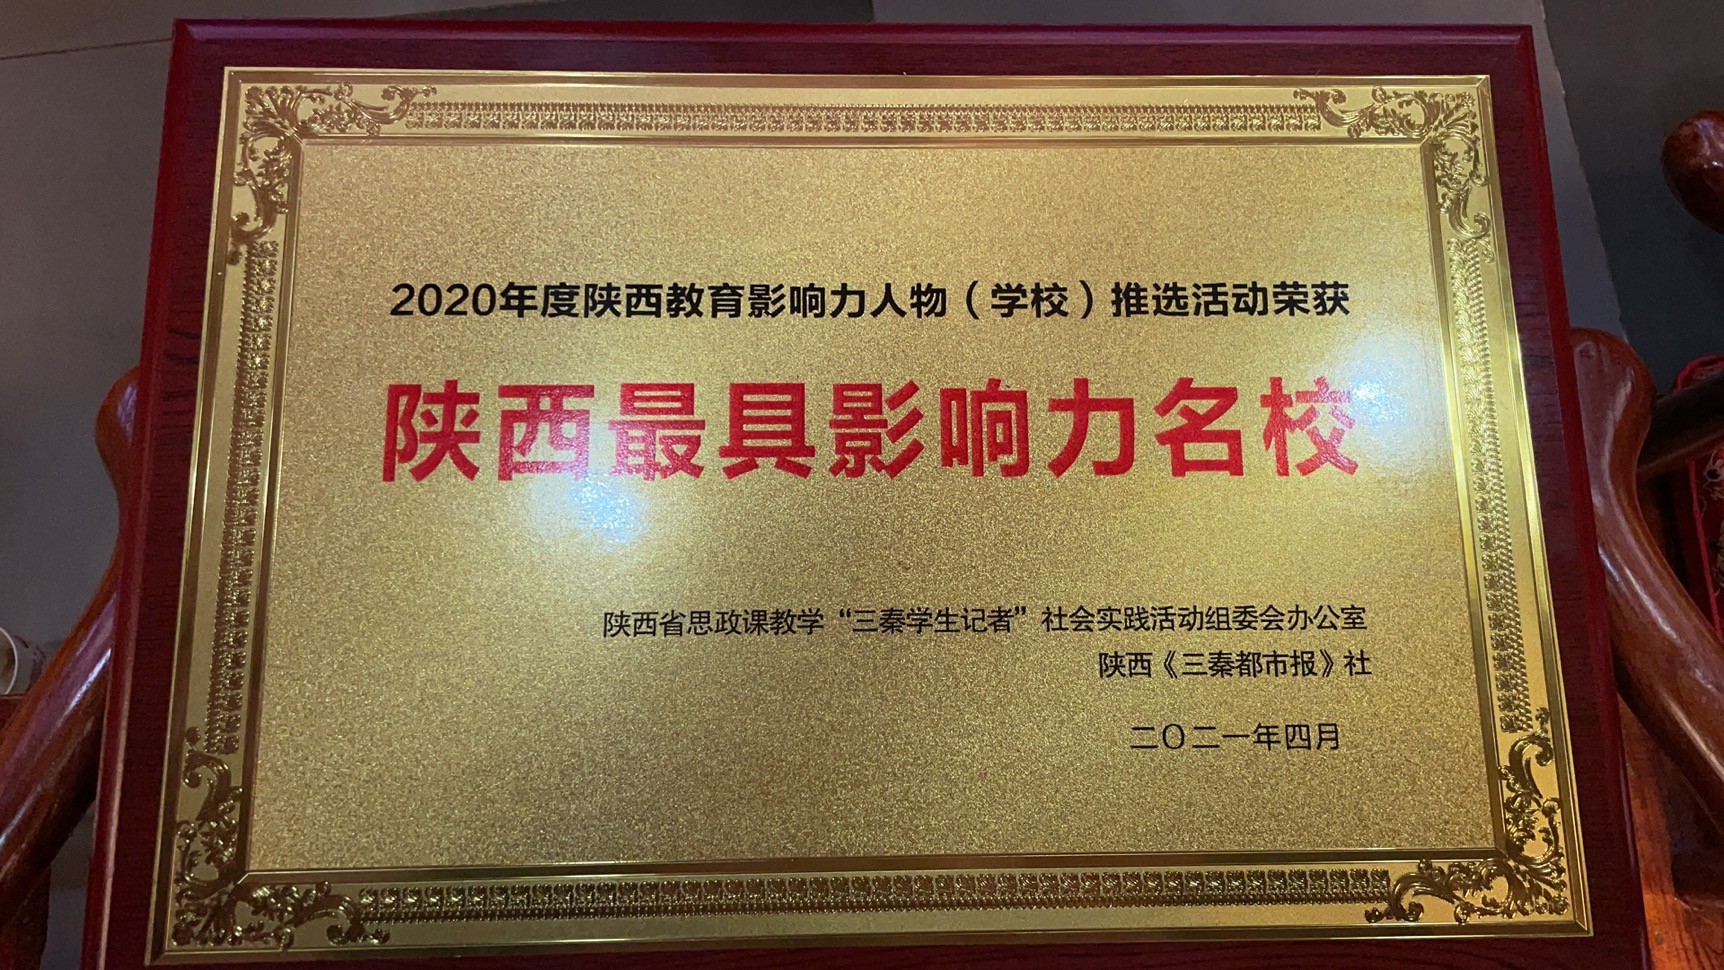 2020年度陕西教育影响力人物（学校）推选活动荣获
陕西最具影响力名校
陕西省思政课教学“三秦学生记者”社会实践活动组委会办公室
陕西《三秦都市报》社
二〇二一年四月